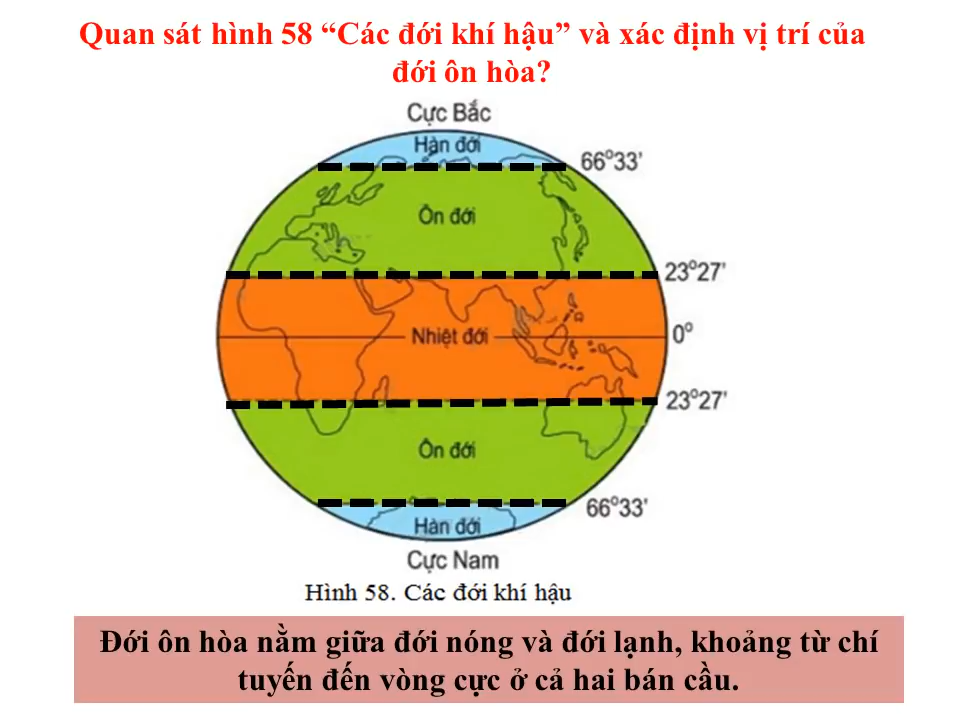 Quan sát hình 58 “Các đới khí hậu” và xác định vị trí của
đới ôn hòa?
Cực Bắc
Hàn đới
66°33’
Ôn đới
23°27’
Nhiệt đới
0°
23°27’
Ôn đới
66°33’
Hàn đới
Cực Nam
Hình 58. Các đới khí hậu
Đới ôn hòa nằm giữa đới nóng và đới lạnh, khoảng từ chí
tuyến đến vòng cực ở cả hai bán cầu.